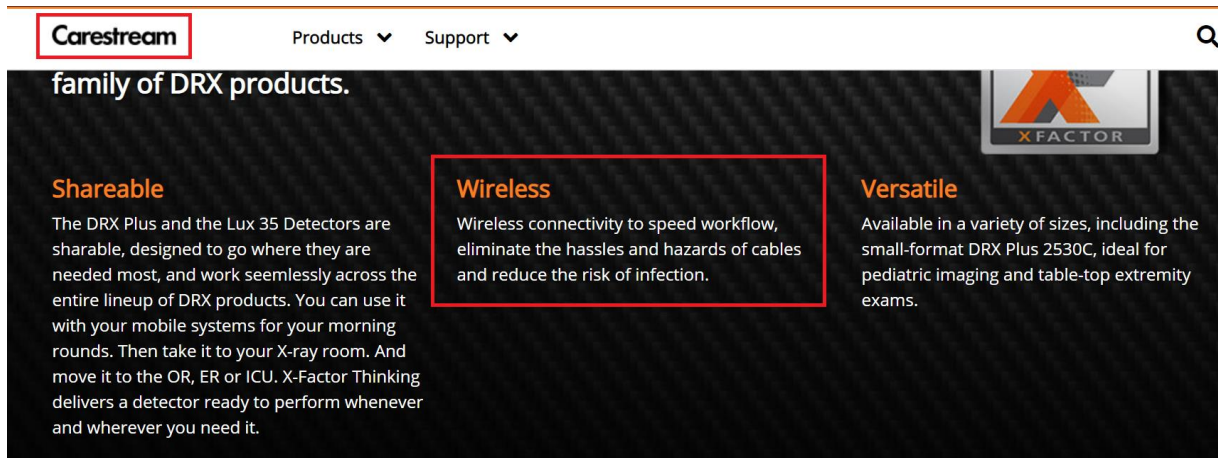 Carestream
Products
Support
family of DRX products.
XFACTOR
Shareable
The DRX Plus and the Lux 35 Detectors are
sharable, designed to go where they are
needed most, and work seemlessly across the
entire lineup of DRX products. You can use it
with your mobile systems for your morning
rounds. Then take it to your X-ray room. And
move it to the OR, ER or ICU. X-Factor Thinking
delivers a detector ready to perform whenever
and wherever you need it.
Wireless
Wireless connectivity to speed workflow,
eliminate the hassles and hazards of cables
and reduce the risk of infection.
Versatile
Available in a variety of sizes, including the
small-format DRX Plus 2530C, ideal for
pediatric imaging and table-top extremity
exams.